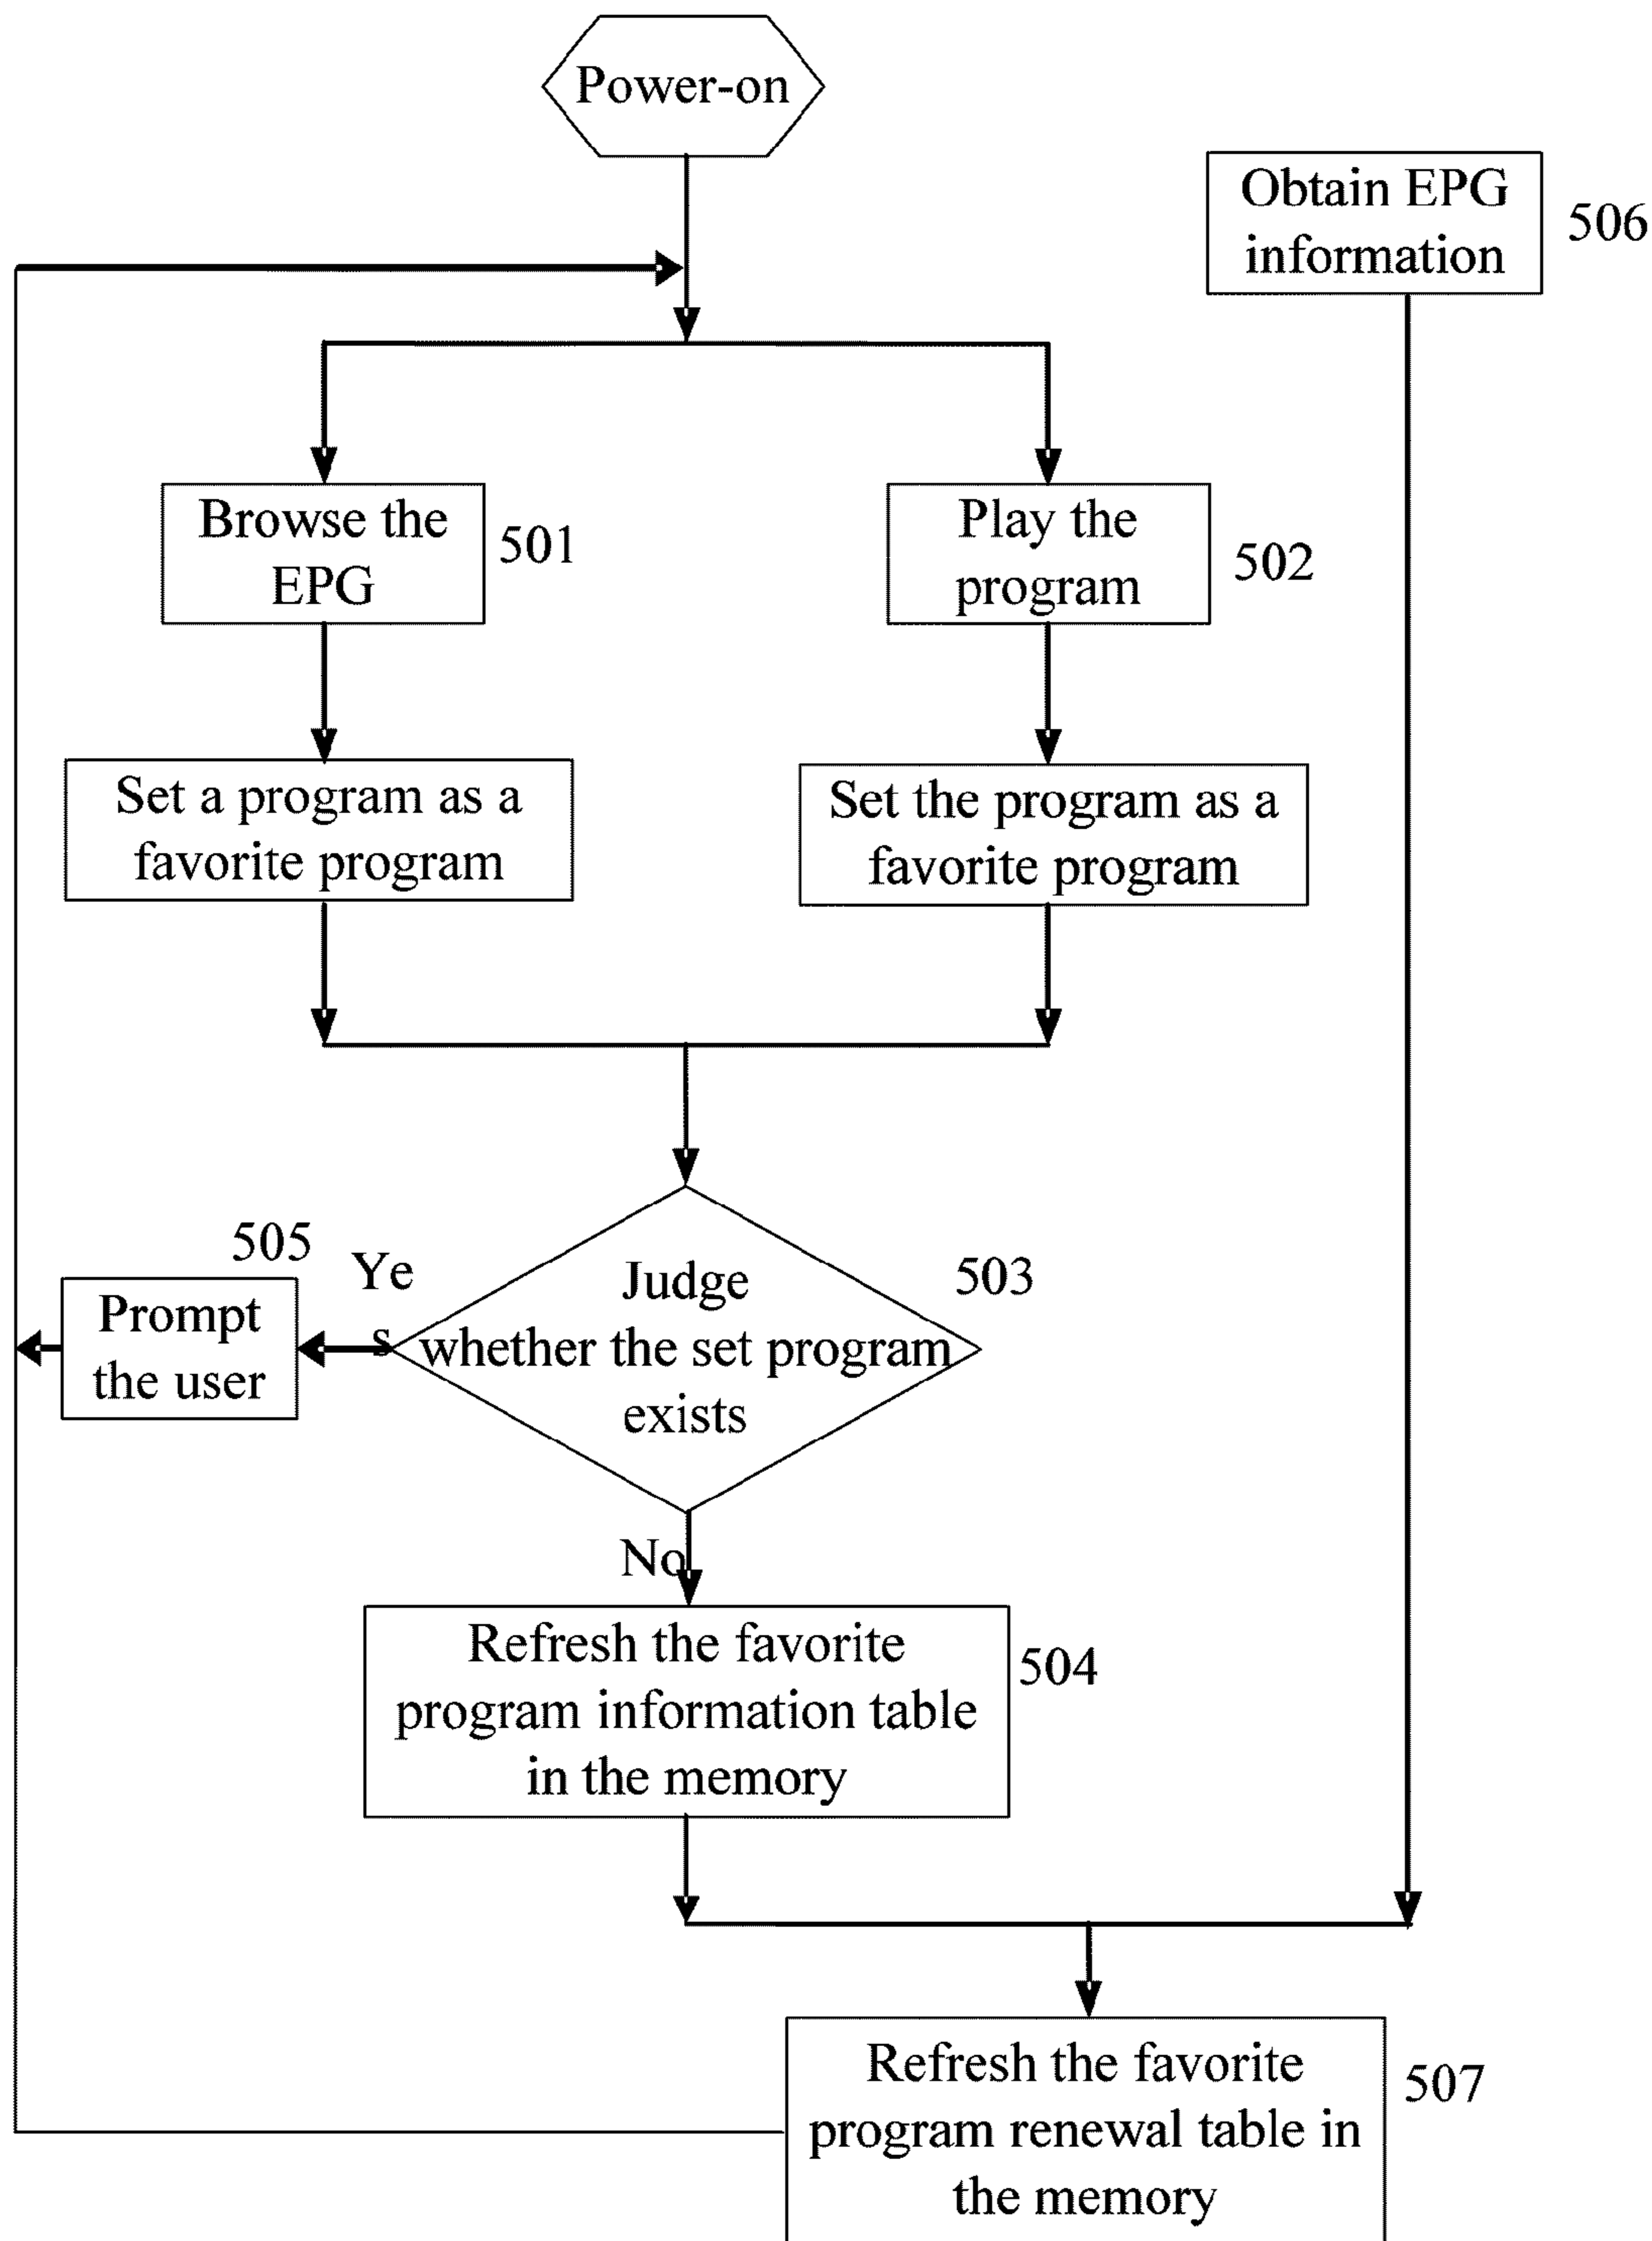 Power-on
Obtain EPG
information
506
Browse the
EPG
501
Play the
program
502
Set a program as a
favorite program
Set the program as a
favorite program
505
Ye
s
Prompt
the user
Judge
whether the set program
exists
503
No
Refresh the favorite
program information table
in the memory
504
Refresh the favorite
program renewal table in
the memory
507